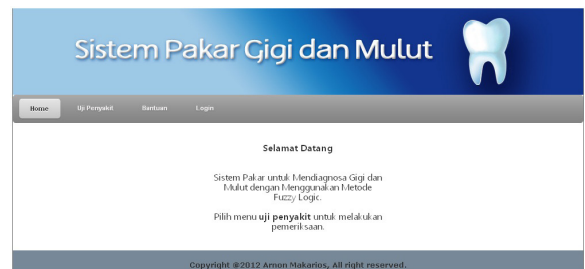 Sistem Pakar Gigi dan Mulut
Home Uji Penyakit Bantuan Login
Selamat Datang
Sistem Pakar untuk Mendiagnosa Gigi dan
Mulut dengan Menggunakan Metode
Fuzzy Logic.
Pilih menu uji penyakit untuk melakukan
pemeriksaan.
Copyright @2012 Arnon Makarios, All right reserved.